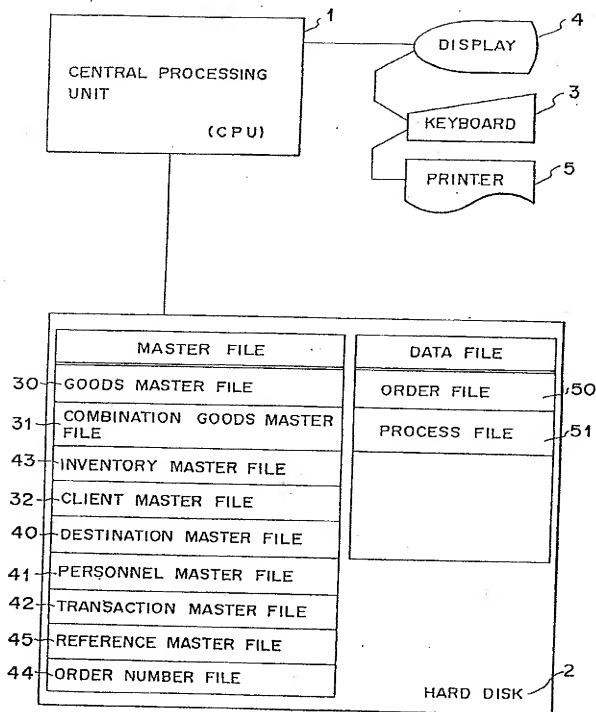 1
CENTRAL PROCESSING
UNIT
(CPU)
DISPLAY
4
KEYBOARD
3
PRINTER
5
MASTER FILE
30 GOODS MASTER FILE
31 COMBINATION GOODS MASTER
FILE
43 INVENTORY MASTER FILE
32 CLIENT MASTER FILE
40 DESTINATION MASTER FILE
41 PERSONNEL MASTER FILE
42 TRANSACTION MASTER FILE
45 REFERENCE MASTER FILE
44 ORDER NUMBER FILE
DATA FILE
ORDER FILE 50
PROCESS FILE 51
HARD DISK 2